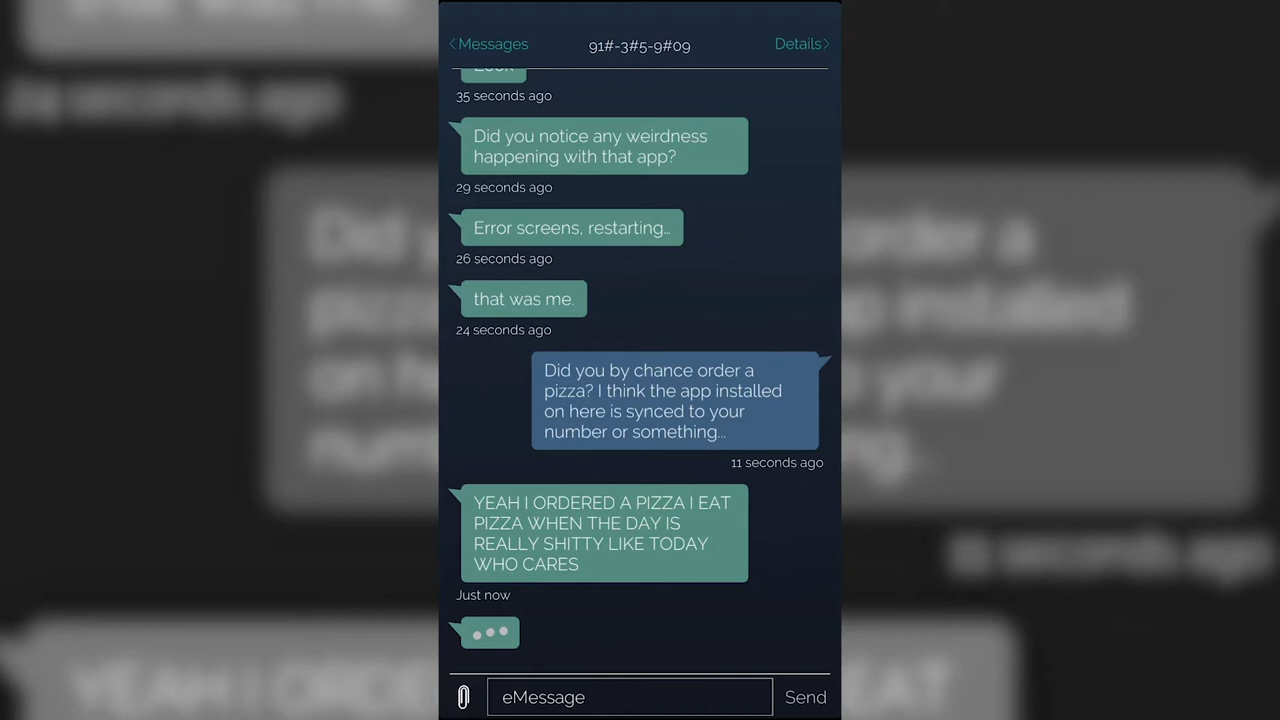 Messages
91#-3#5-9#09
Details
Look
35 seconds ago
Did you notice any weirdness
happening with that app?
29 seconds ago
Error screens, restarting...
26 seconds ago
that was me.
24 seconds ago
Did you by chance order a
pizza? I think the app installed
on here is synced to your
number or something...
11 seconds ago
YEAH I ORDERED A PIZZA I EAT
PIZZA WHEN THE DAY IS
REALLY SHITTY LIKE TODAY
WHO CARES
Just now
eMessage
Send